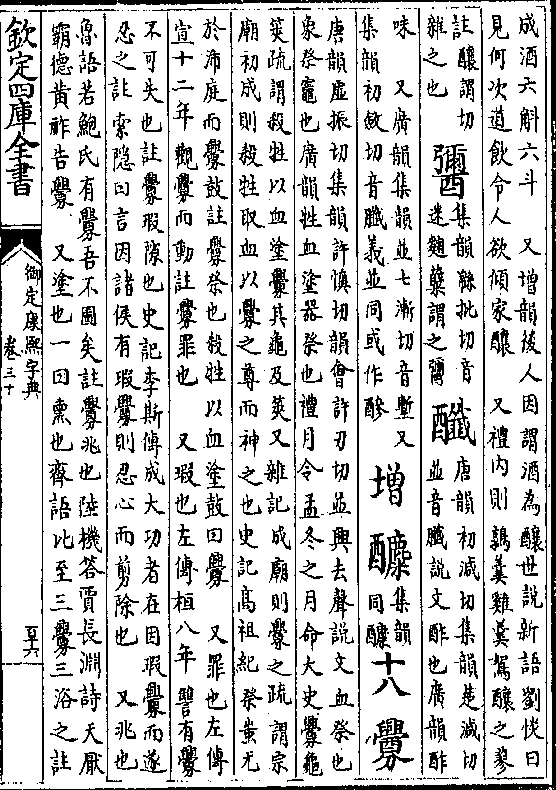 成酒六斛六斗　又增韻後人因謂酒為釀世說新語劉惔曰
見何次道飲令人欲傾家釀　又禮內則鶉羹雞羹鴽釀之蓼
註釀謂切
雜之也　䤍集韻緜批切音
迷麴糵謂之䤍　䤘唐韻初減切集韻楚減切
並音臘說文酢也廣韻酢
味　又廣韻集韻並七漸切音塹又
集韻初斂切音臘義並同或作醦　增䤗集韻
同釀　十八釁
唐韻虛振切集韻許慎切韻會許刃切並興去聲說文血祭也
象祭竈也廣韻牲血塗器祭也禮月令孟冬之月命大史釁龜
筴疏謂殺牲以血塗釁其龜及筴又雜記成廟則釁之疏謂宗
廟初成則殺牲取血以釁之尊而神之也史記髙祖紀祭蚩尤
於沛庭而釁鼓註釁祭也殺牲以血塗鼓曰釁　又罪也左傳
宣十二年觀釁而動註釁罪也　又瑕也左傳桓八年讐有釁
不可失也註釁瑕隙也史記李斯傳成大功者在因瑕釁而遂
忍之註索隱曰言因諸侯有瑕釁則忍心而剪除也　又兆也
魯語若鮑氏有釁吾不圖矣註釁兆也陸機答賈長淵詩天厭
霸德黃祚告釁　又塗也一曰熏也齊語比至三釁三浴之註
欽定四庫全書
御定康熙字典
卷三十
百六